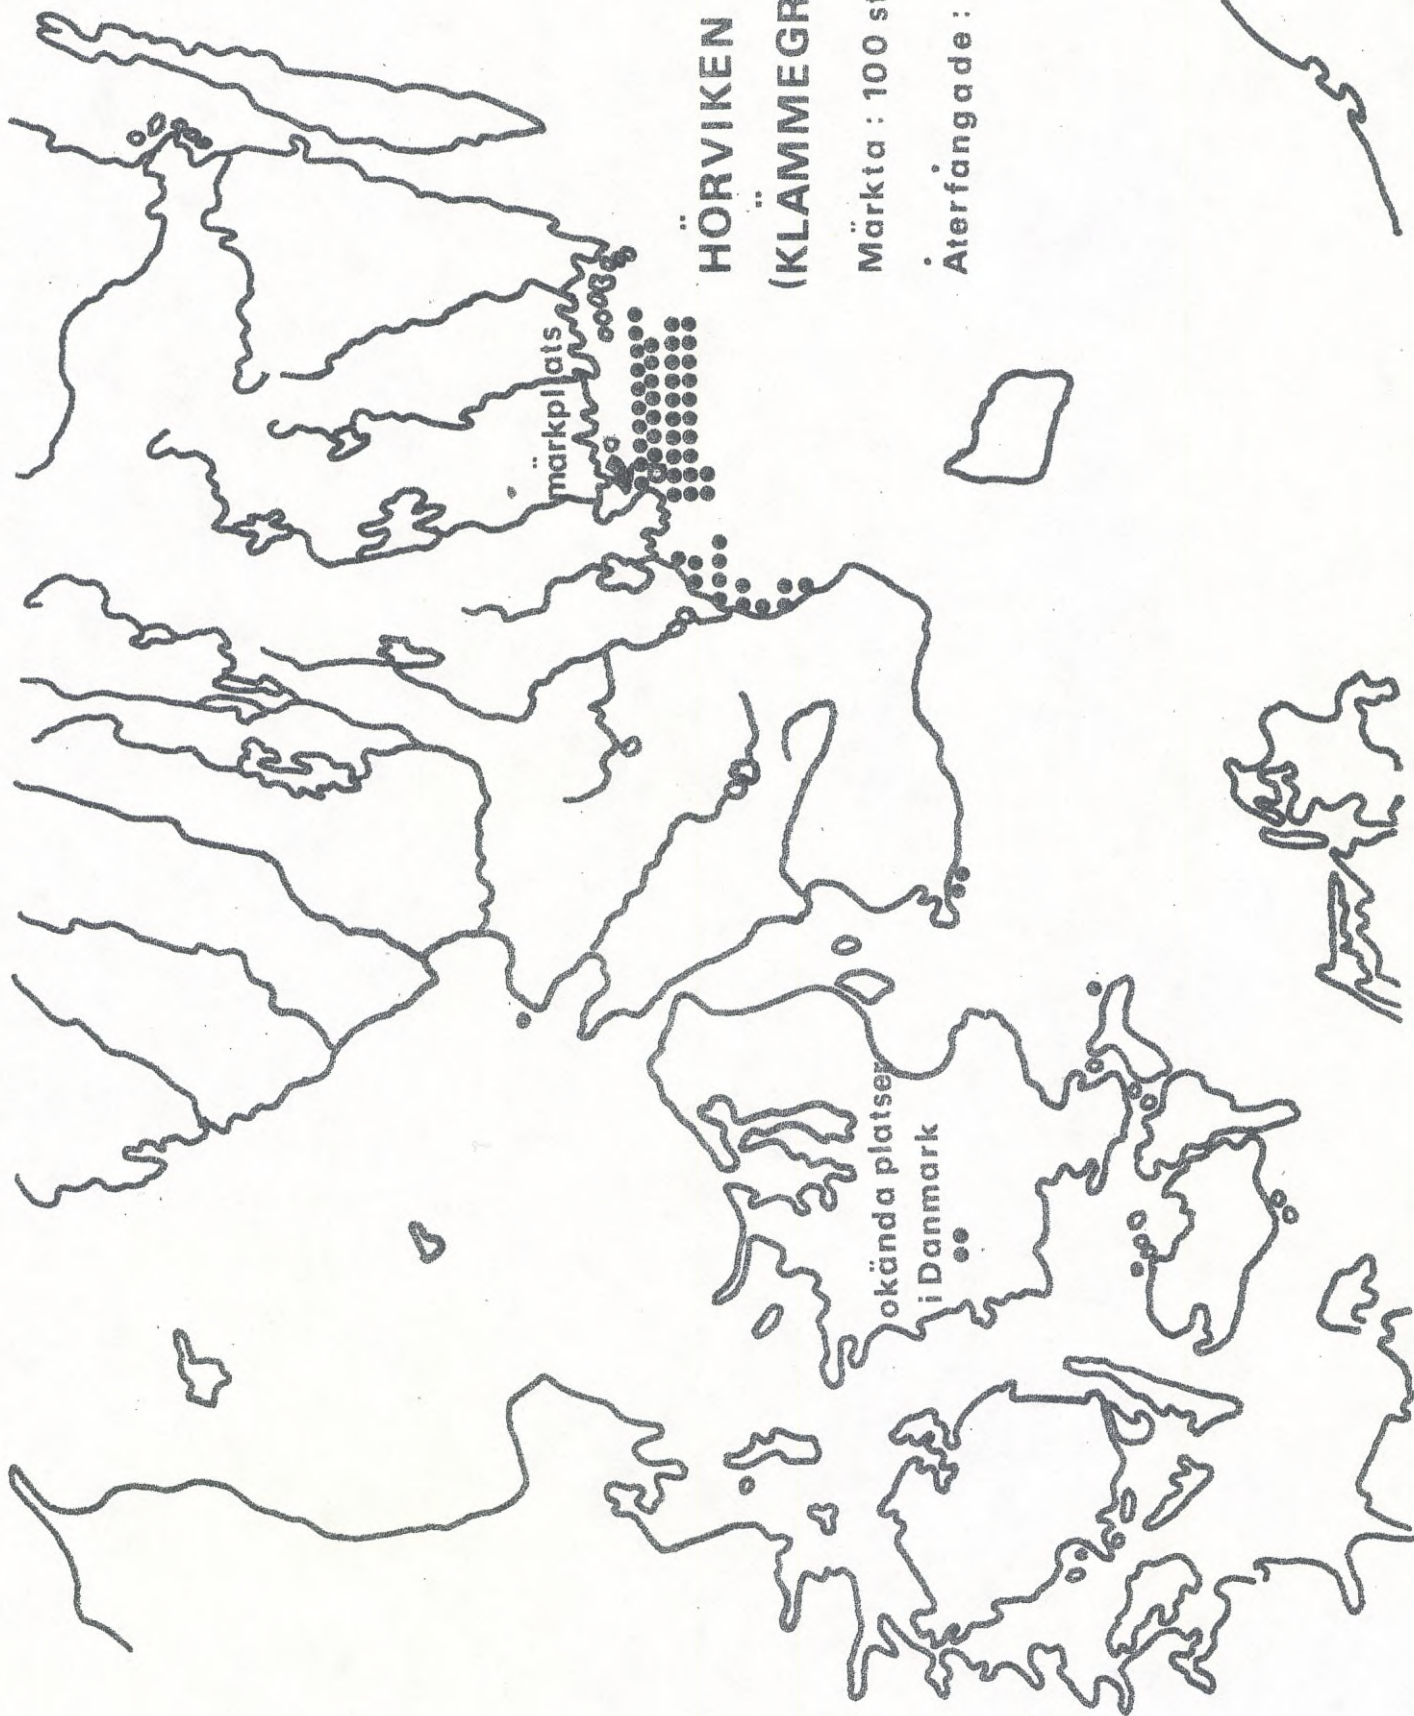 HÖRVIKEN
(KLÄMMEGR
Märkta : 100 st
Återfångade :
märkplats
okända platser
i Danmark